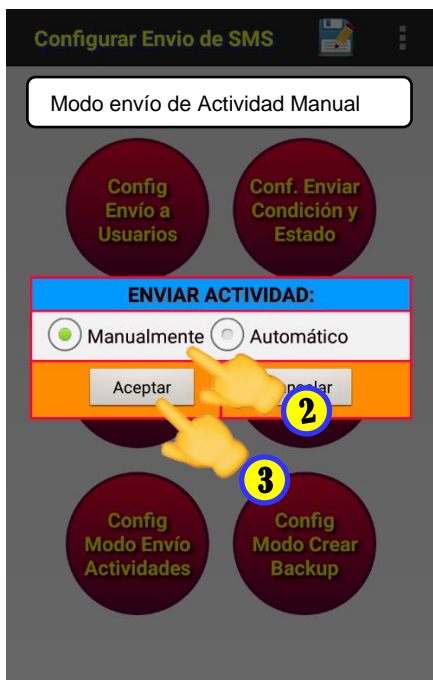 Configurar Envio de SMS
Modo envío de Actividad Manual
Config
Envío a
Usuarios
Conf. Enviar
Condición y
Estado
ENVIAR ACTIVIDAD:
Manualmente
Automático
Aceptar
2
3
Config
Modo Envío
Actividades
Config
Modo Crear
Backup